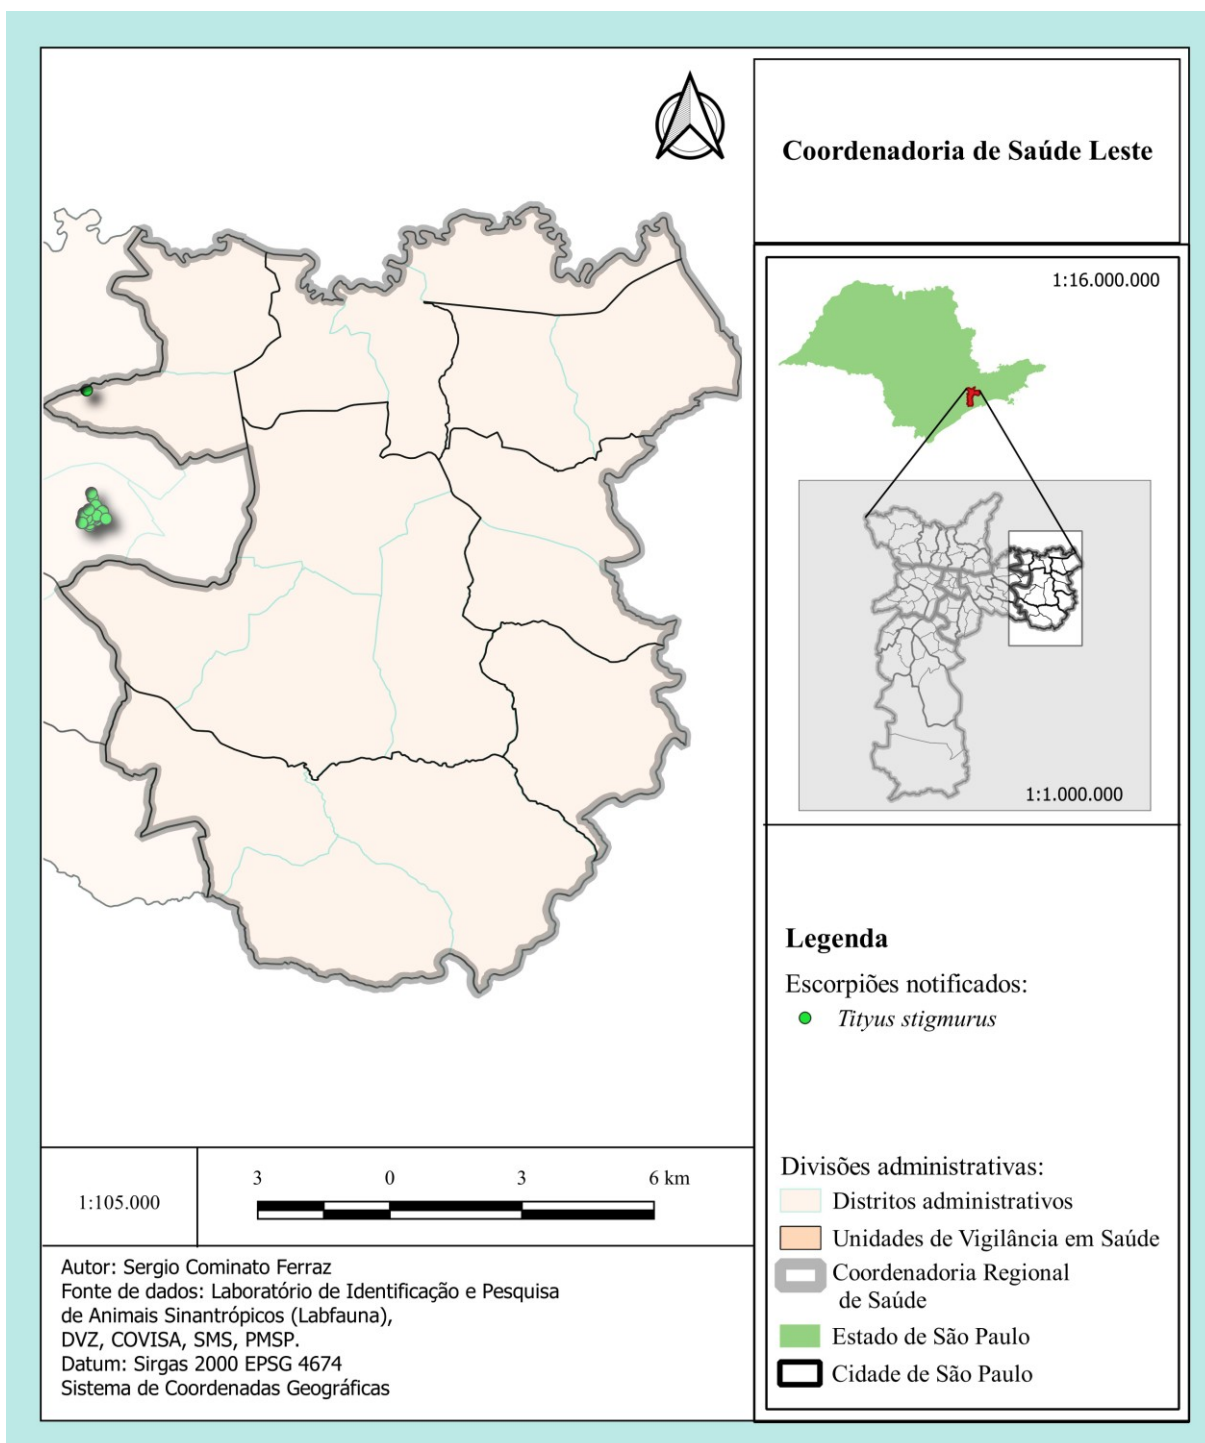 Coordenadoria de Saúde Leste
1:16.000.000
1:1.000.000
Legenda
Escorpiões notificados:
Tityus stigmurus
Divisões administrativas:
Distritos administrativos
Unidades de Vigilância em Saúde
Coordenadoria Regional
de Saúde
Estado de São Paulo
Cidade de São Paulo
1:105.000
3 0 3 6 km
Autor: Sergio Cominato Ferraz
Fonte de dados: Laboratório de Identificação e Pesquisa
de Animais Sinantrópicos (Labfauna),
DVZ, COVISA, SMS, PMSP.
Datum: Sirgas 2000 EPSG 4674
Sistema de Coordenadas Geográficas